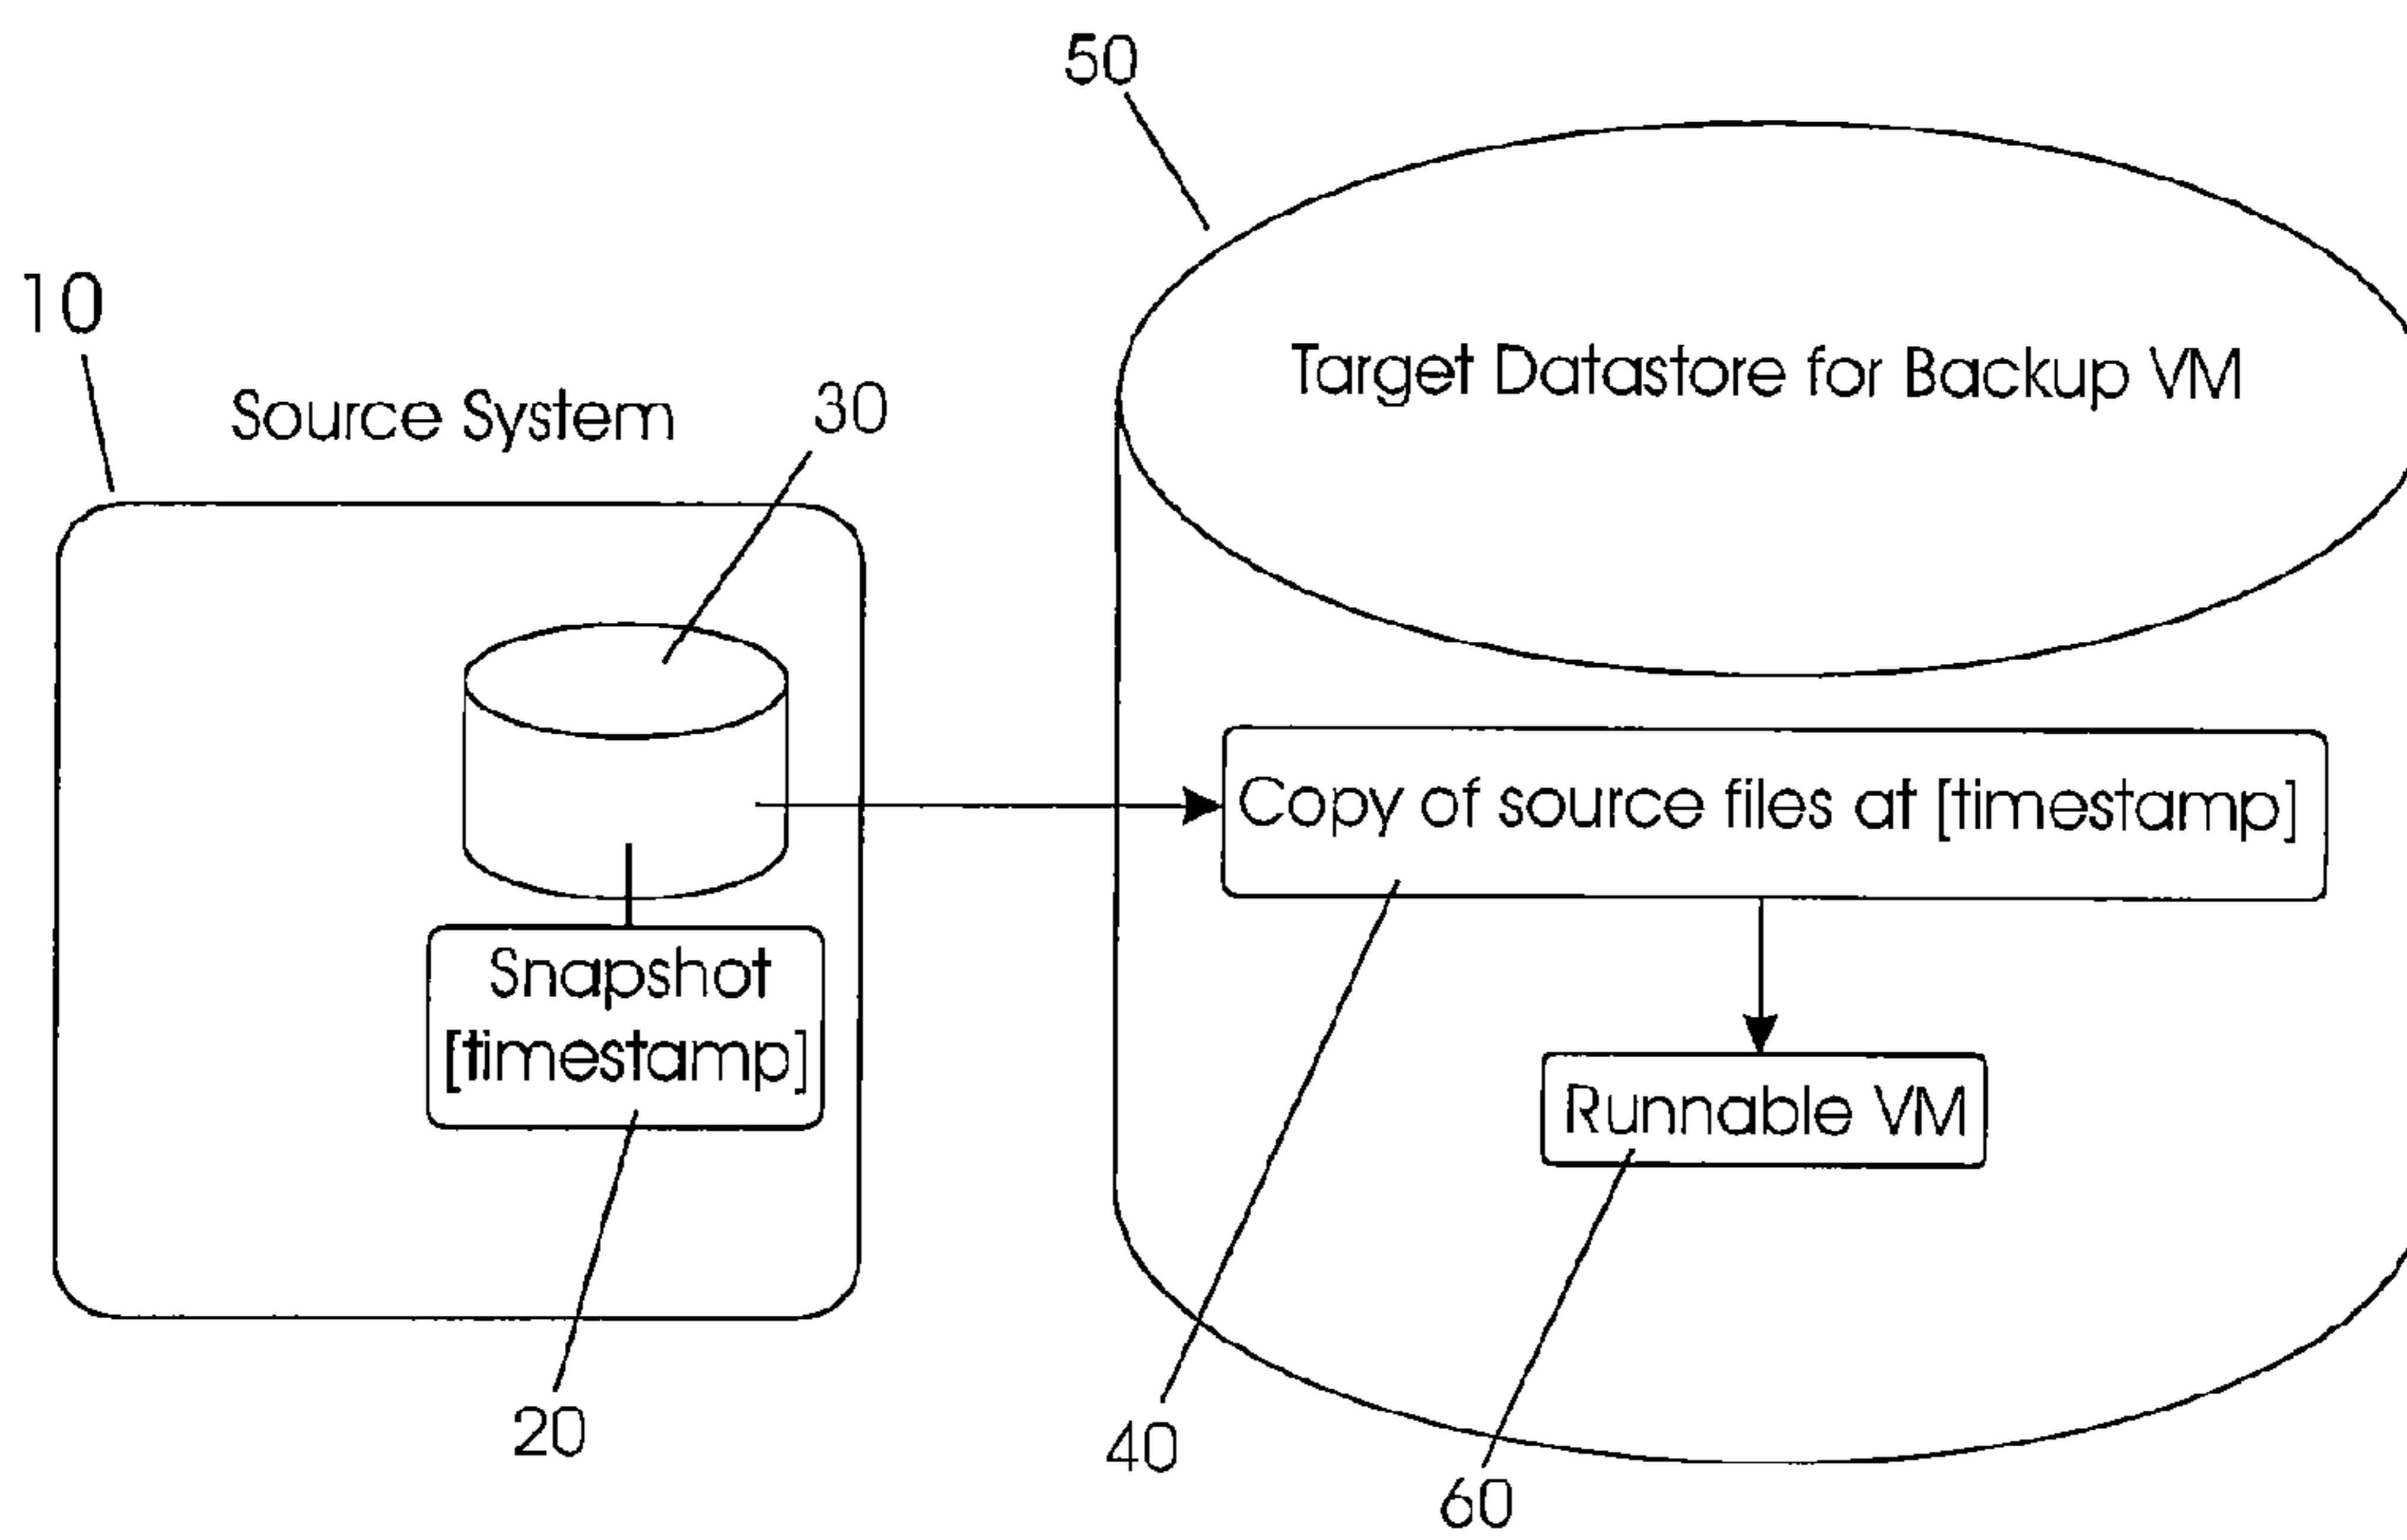 50
10
Source System
30
Target Datastore for Backup VM
Copy of source files at [timestamp]
Snapshot
[timestamp]
Runnable VM
20
40
60